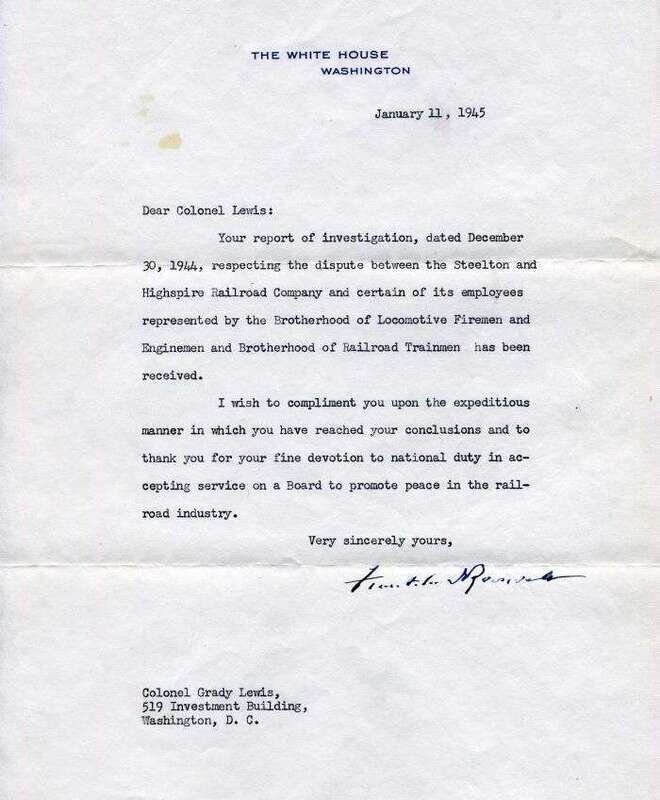 THE WHITE HOUSE
WASHINGTON
January 11, 1945
Dear Colonel Lewis:
Your report of investigation, dated December
30, 1944, respecting the dispute between the Steelton and
Highspire Railroad Company and certain of its employees
represented by the Brotherhood of Locomotive Firemen and
Enginemen and Brotherhood of Railroad Trainmen has been
received.
I wish to compliment you upon the expeditious
manner in which you have reached your conclusions and to
thank you for your fine devotion to national duty in ac-
cepting service on a Board to promote peace in the rail-
road industry.
Very sincerely yours,
Franklin D Roosevelt
Colonel Grady Lewis,
519 Investment Building,
Washington, D. C.